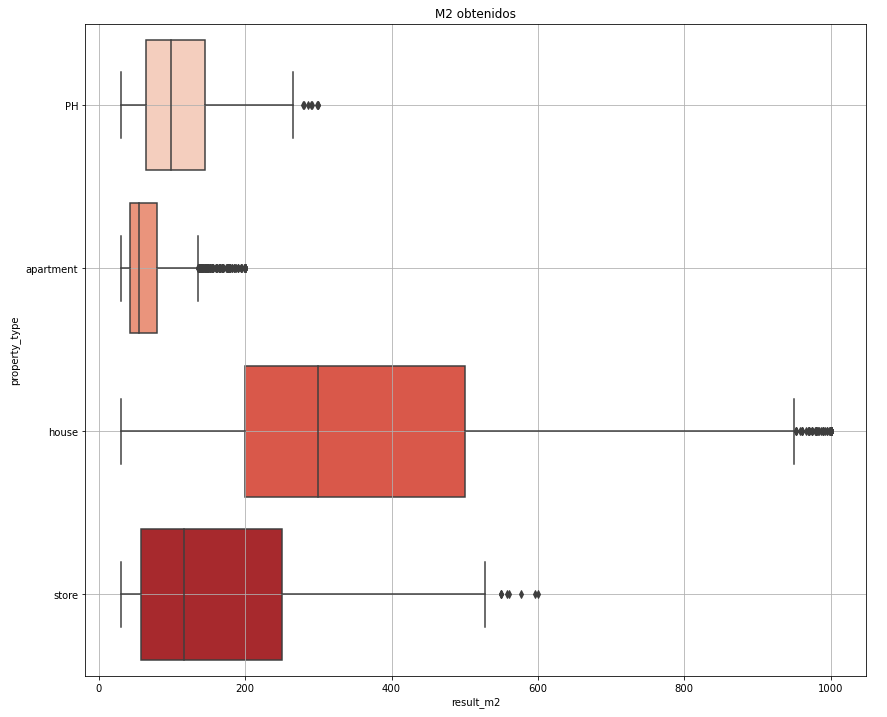 M2 obtenidos
PH
apartment
house
store
property_type
0 200 400 600 800 1000
result_m2